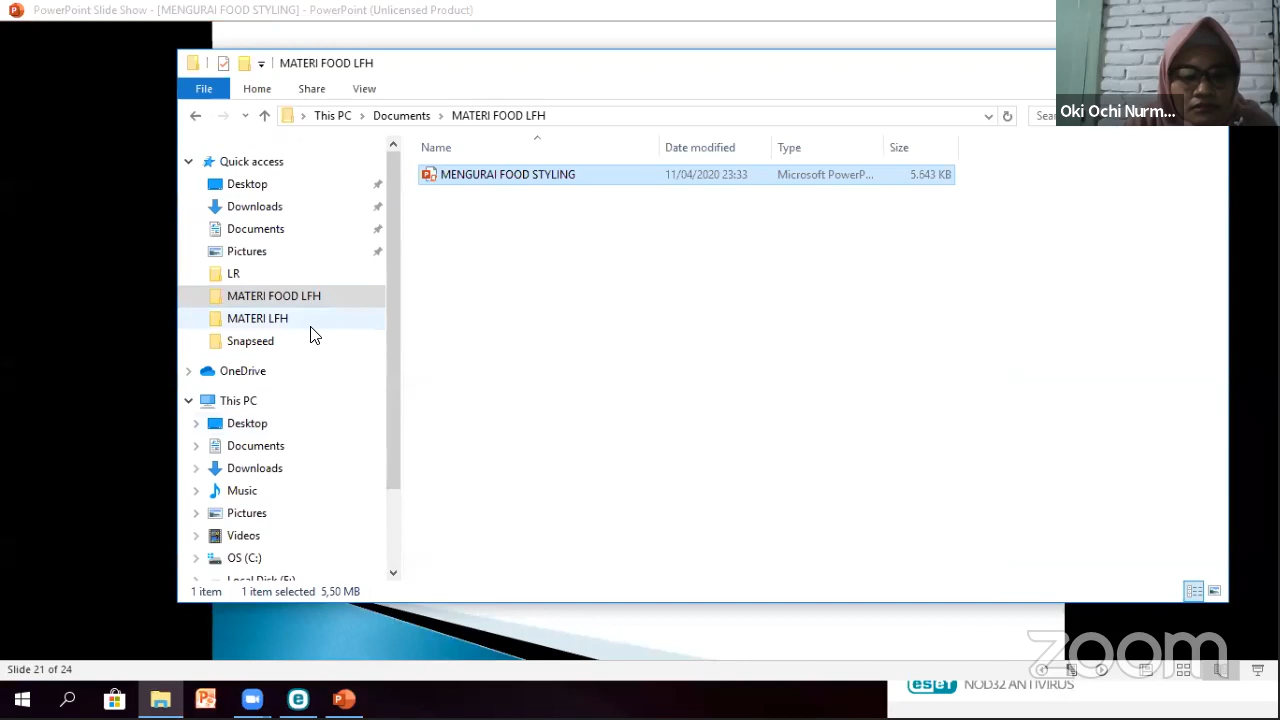 PowerPoint Slide Show - [MENGURAI FOOD STYLING] - PowerPoint (Unlicensed Product)
MATERI FOOD LFH
File Home Share View
Oki Ochi Nurm...
This PC Documents MATERI FOOD LFH
Name Date modified Type Size
MENGURAI FOOD STYLING 11/04/2020 23:33 Microsoft PowerP... 5.643 KB
Quick access
Desktop
Downloads
Documents
Pictures
LR
MATERI FOOD LFH
MATERI LFH
Snapseed
OneDrive
This PC
Desktop
Documents
Downloads
Music
Pictures
Videos
OS (C:)
1 item 1 item selected 5,50 MB
zoom
Slide 21 of 24
eset NOD32 ANTIVIRUS